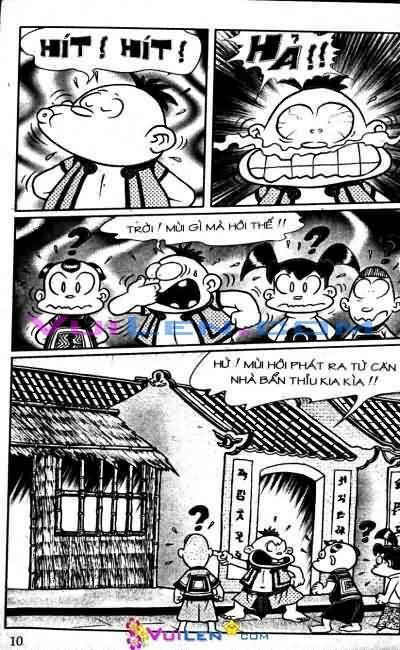 HÍT! HÍT!
HẢ!!
TRỜI! MÙI GÌ MÀ HÔI THẾ!!
VUILEN.COM
HỪ! MÙI HÔI PHÁT RA TỪ CĂN
NHÀ BẨN THỈU KIA KÌA!!
10
VUILEN.COM